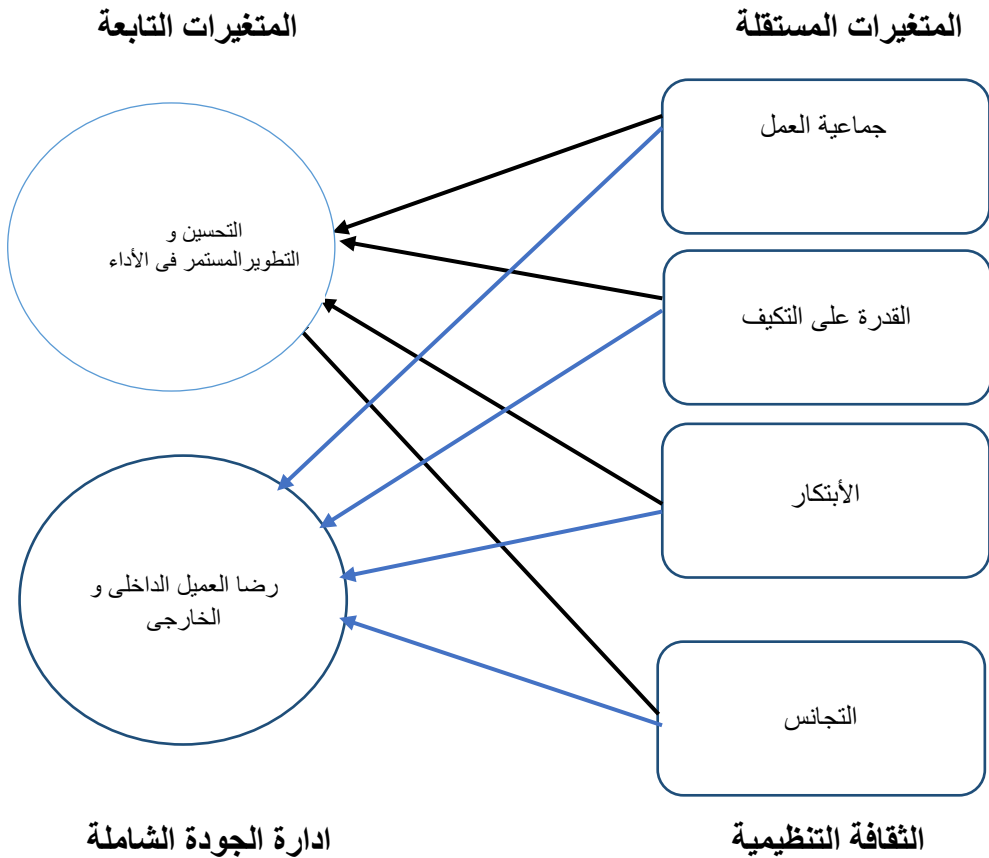 المتغيرات المستقلة
المتغيرات التابعة
جماعية العمل
القدرة على التكيف
الأبتكار
التجانس
التحسين و
التطويرالمستمر فى الأداء
رضا العميل الداخلى و
الخارجى
الثقافة التنظيمية
ادارة الجودة الشاملة